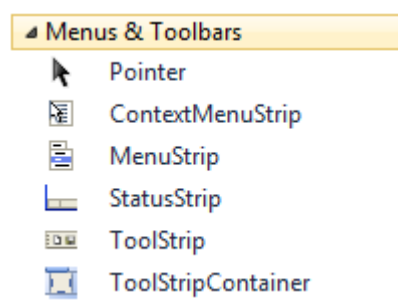 Menus & Toolbars
Pointer
ContextMenuStrip
MenuStrip
StatusStrip
ToolStrip
ToolStripContainer